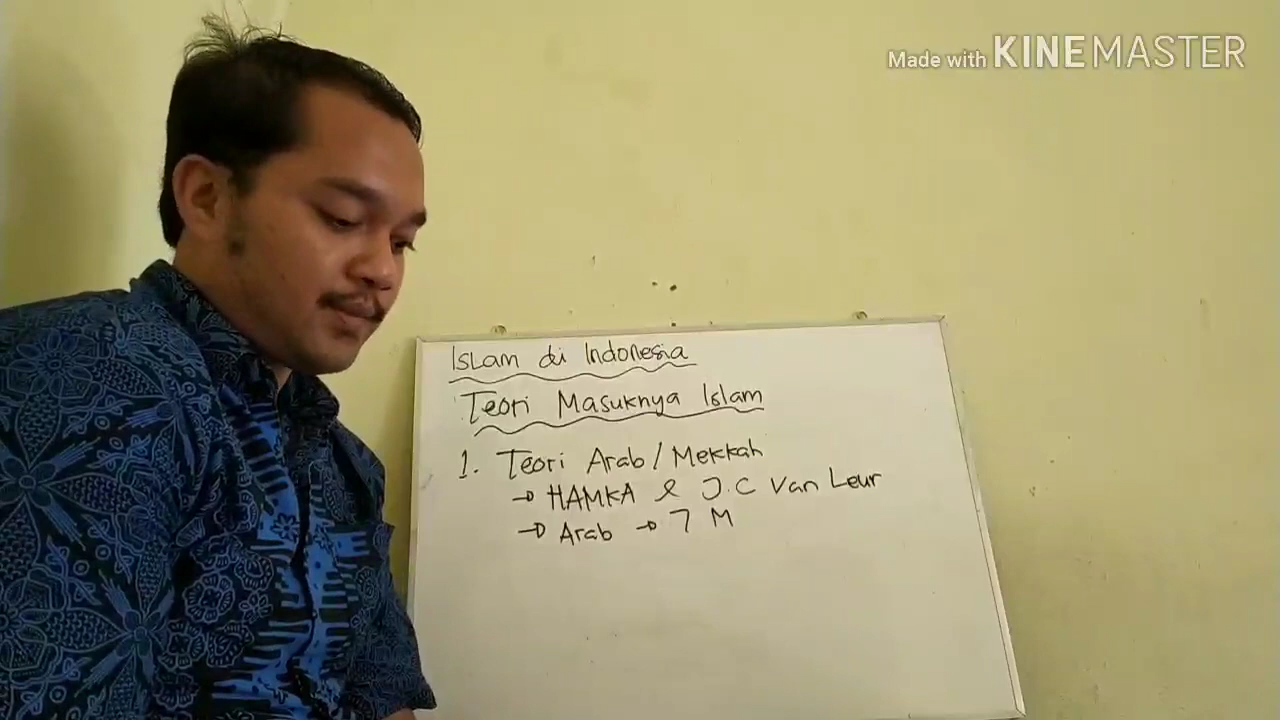 Made with KINEMASTER
Islam di Indonesia
Teori Masuknya Islam
1. Teori Arab / Mekkah
→ HAMKA & J.C Van Leur
→ Arab → 7 M